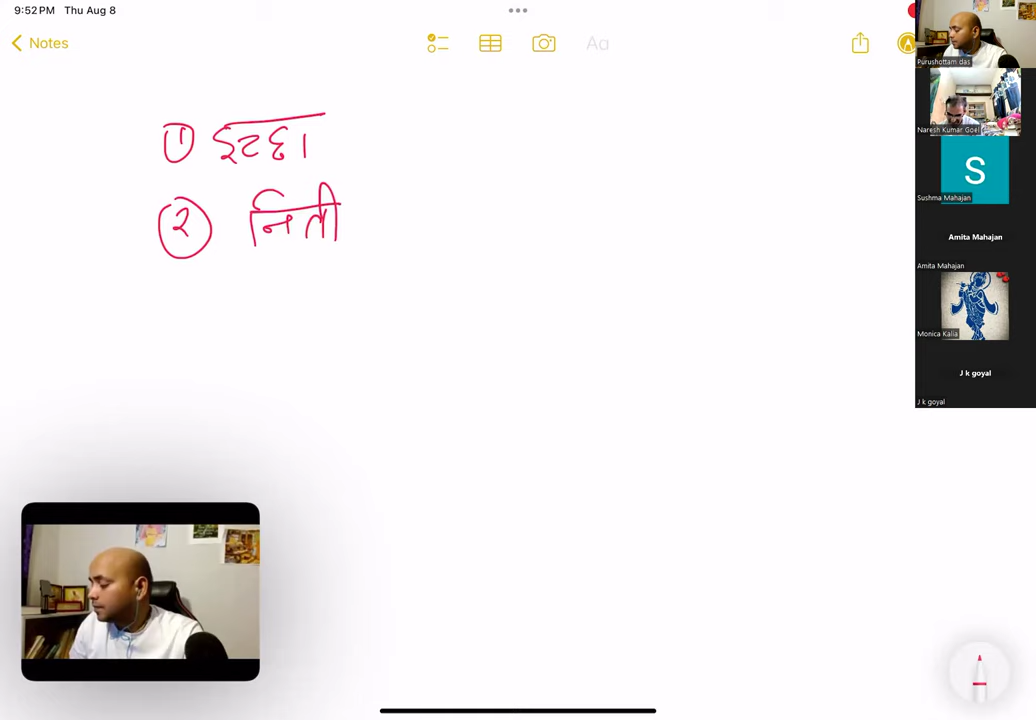 9:52 PM Thu Aug 8
Notes
Aa
Purushottam das
① इटहा
Naresh Kumar Goel
S
Sushma Mahajan
② निती
Amita Mahajan
Amita Mahajan
Monica Kalia
J k goyal
J k goyal